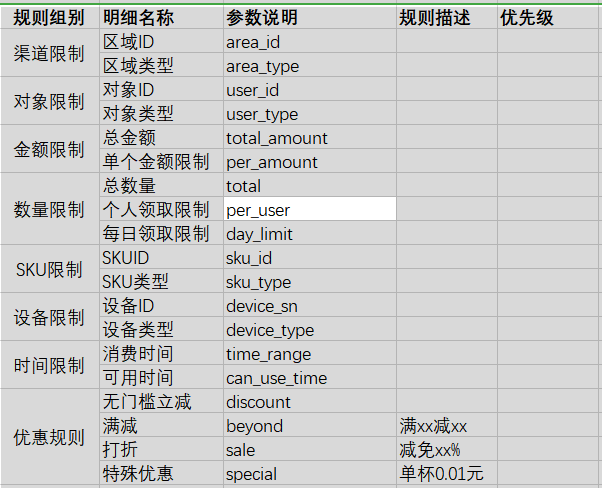 规则组别 明细名称 参数说明 规则描述 优先级
渠道限制 区域ID area_id
区域类型 area_type
对象限制 对象ID user_id
对象类型 user_type
金额限制 总金额 total_amount
单个金额限制 per_amount
数量限制 总数量 total
个人领取限制 per_user
每日领取限制 day_limit
SKU限制 SKUID sku_id
SKU类型 sku_type
设备限制 设备ID device_sn
设备类型 device_type
时间限制 消费时间 time_range
可用时间 can_use_time
优惠规则 无门槛立减 discount
满减 beyond 满xx减xx
打折 sale 减免xx%
特殊优惠 special 单杯0.01元